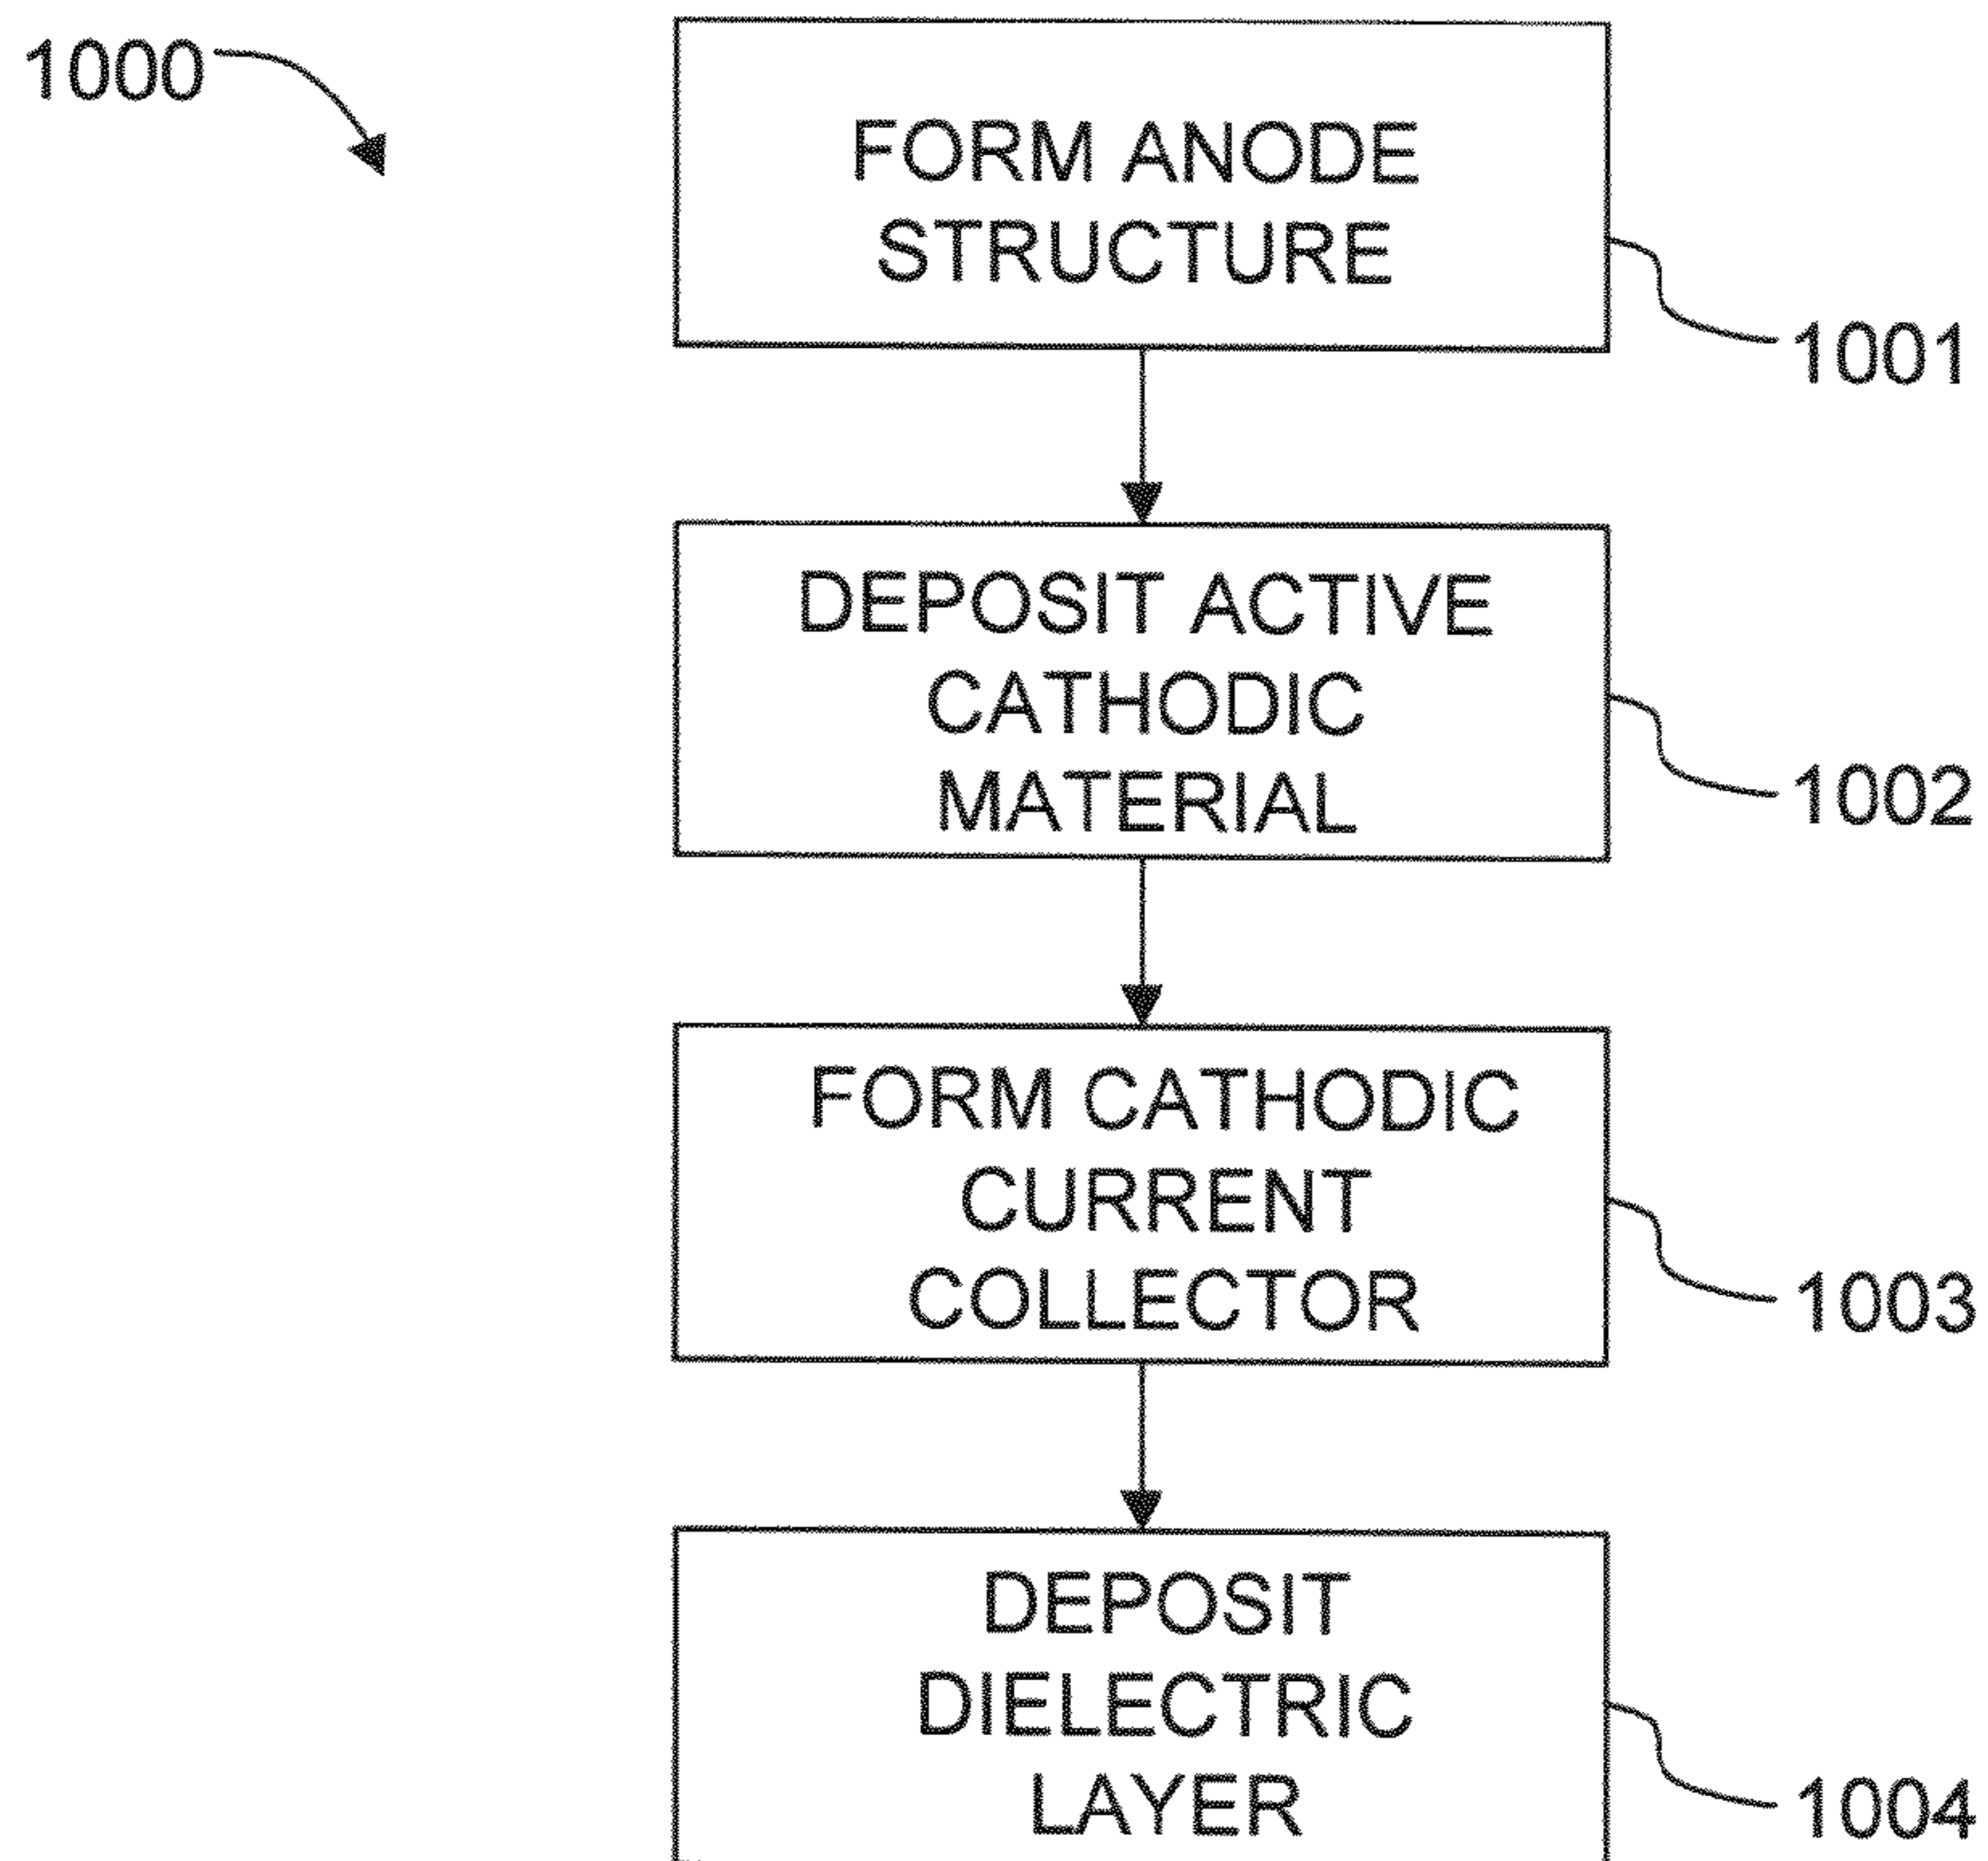 1000
FORM ANODE
STRUCTURE
1001
DEPOSIT ACTIVE
CATHODIC
MATERIAL
1002
FORM CATHODIC
CURRENT
COLLECTOR
1003
DEPOSIT
DIELECTRIC
LAYER
1004